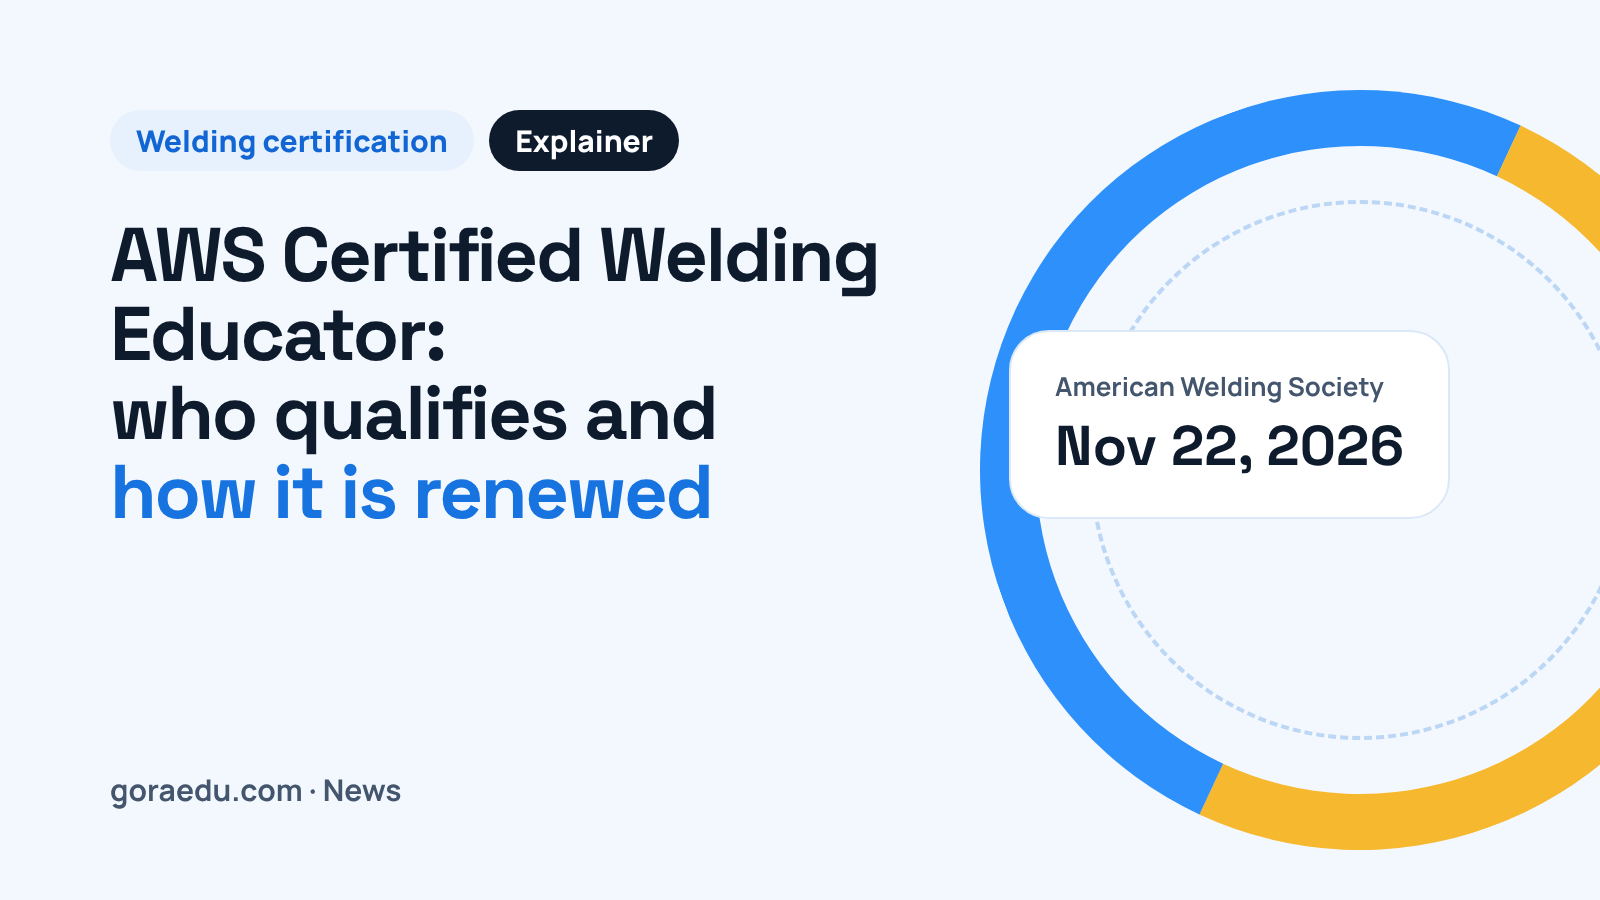 Welding certification
Explainer
AWS Certified Welding
Educator:
who qualifies and
how it is renewed
American Welding Society
Nov 22, 2026
goraedu.com · News